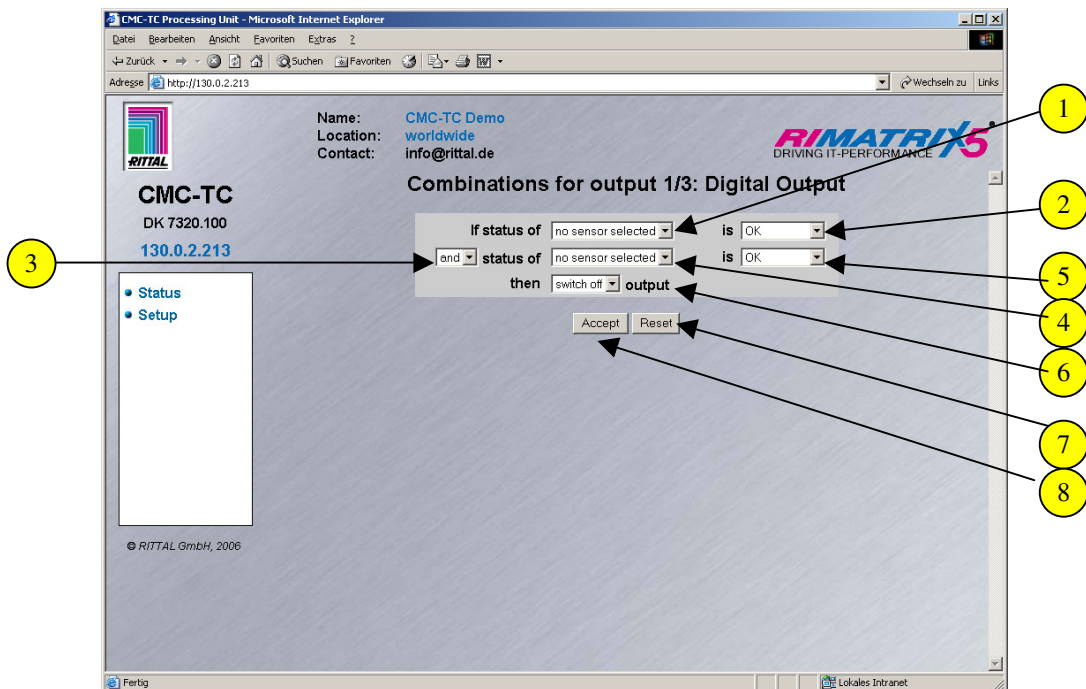 CMC-TC Processing Unit - Microsoft Internet Explorer
Datei Bearbeiten Ansicht Favoriten Extras ?
Zurück Suchen Favoriten
Adresse http://130.0.2.213 Wechseln zu Links
RITTAL
Name: CMC-TC Demo
Location: worldwide
Contact: info@rittal.de
RIMATRIX5®
DRIVING IT-PERFORMANCE
CMC-TC
DK 7320.100
130.0.2.213
Status
Setup
© RITTAL GmbH, 2006
Combinations for output 1/3: Digital Output
If status of no sensor selected is OK
and status of no sensor selected is OK
then switch off output
Accept Reset
1
2
3
5
4
6
7
8
Fertig Lokales Intranet